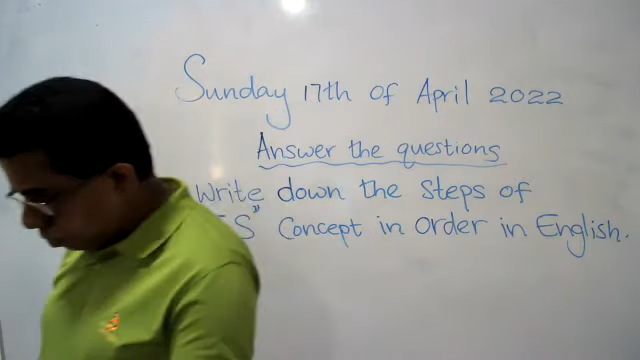 Sunday 17th of April 2022
Answer the questions
Write down the steps of
S" Concept in order in English.